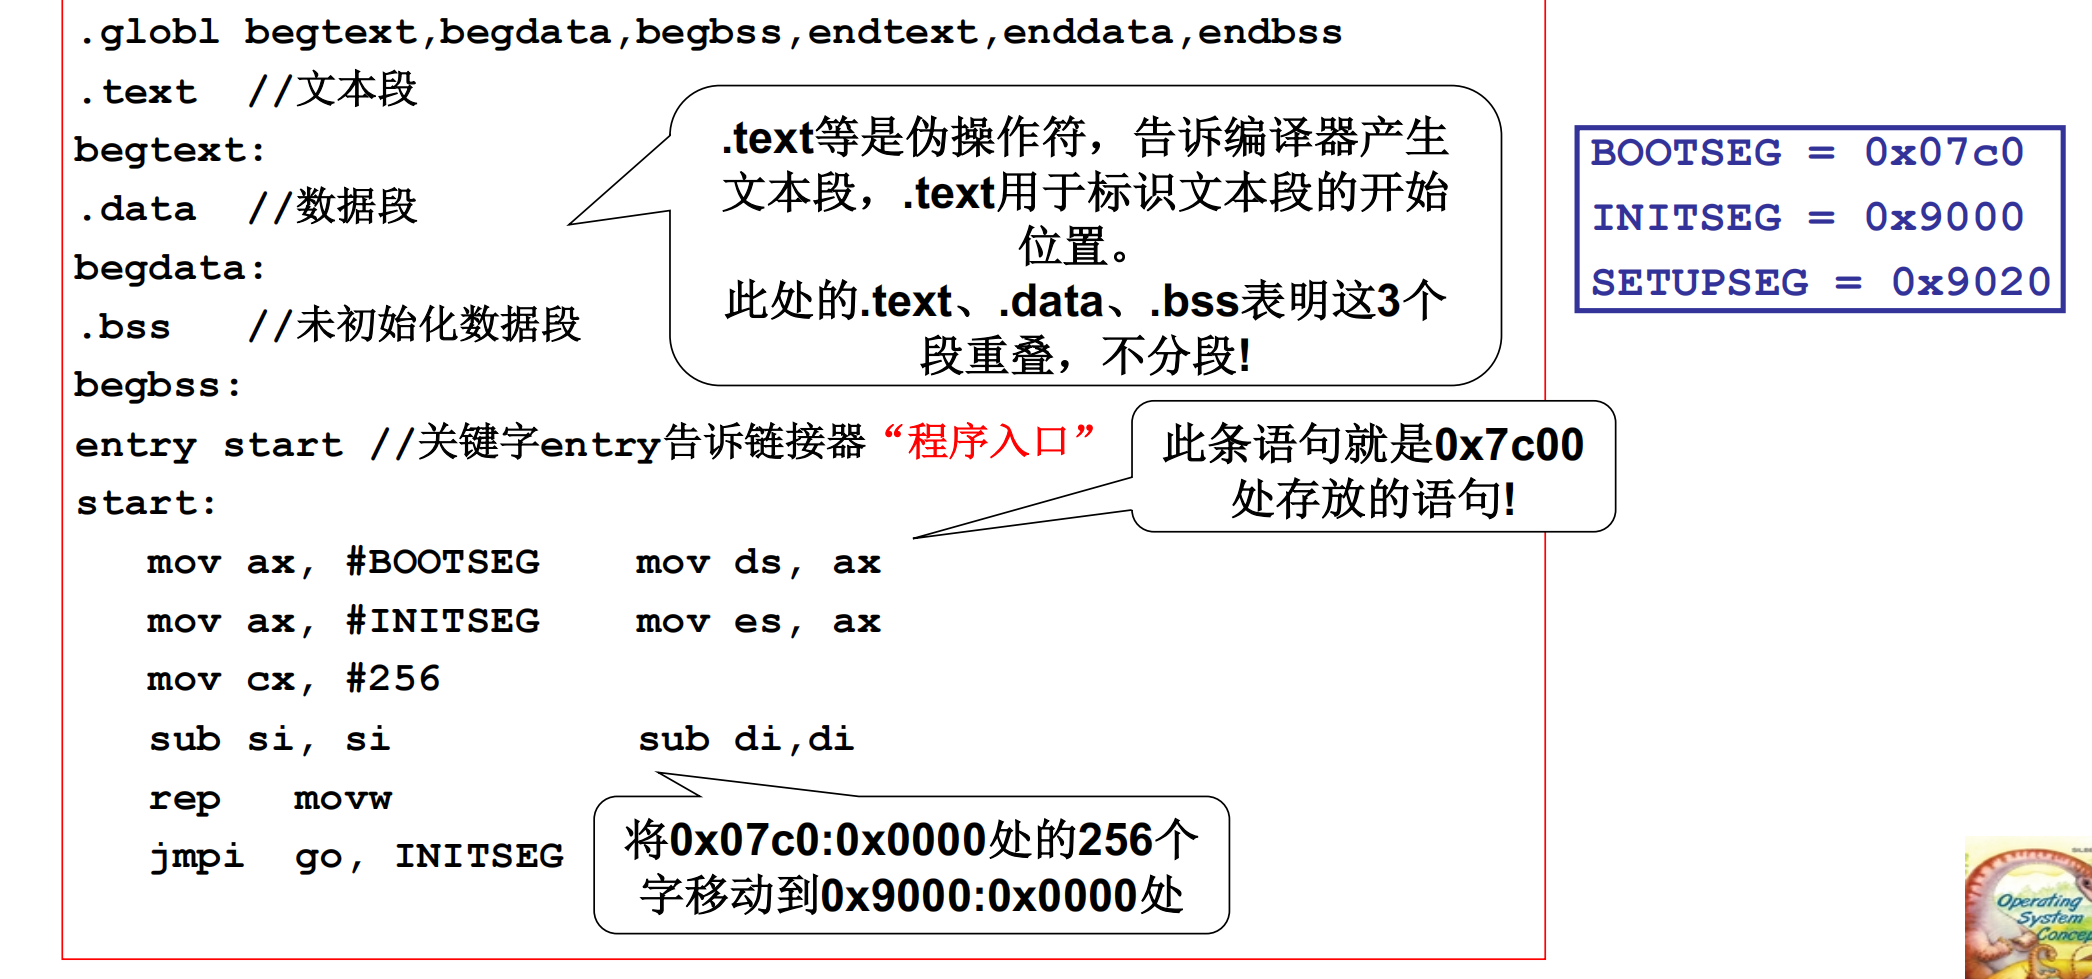 .globl begtext,begdata,begbss,endtext,enddata,endbss
.text //文本段
begtext:
.data //数据段
begdata:
.bss //未初始化数据段
begbss:
entry start //关键字entry告诉链接器“程序入口”
start:
mov ax, #BOOTSEG mov ds, ax
mov ax, #INITSEG mov es, ax
mov cx, #256
sub si, si sub di,di
rep movw
jmpi go, INITSEG
.text等是伪操作符，告诉编译器产生
文本段，.text用于标识文本段的开始
位置。
此处的.text、.data、.bss表明这3个
段重叠，不分段!
此条语句就是0x7c00
处存放的语句!
将0x07c0:0x0000处的256个
字移动到0x9000:0x0000处
BOOTSEG = 0x07c0
INITSEG = 0x9000
SETUPSEG = 0x9020
Operating
System